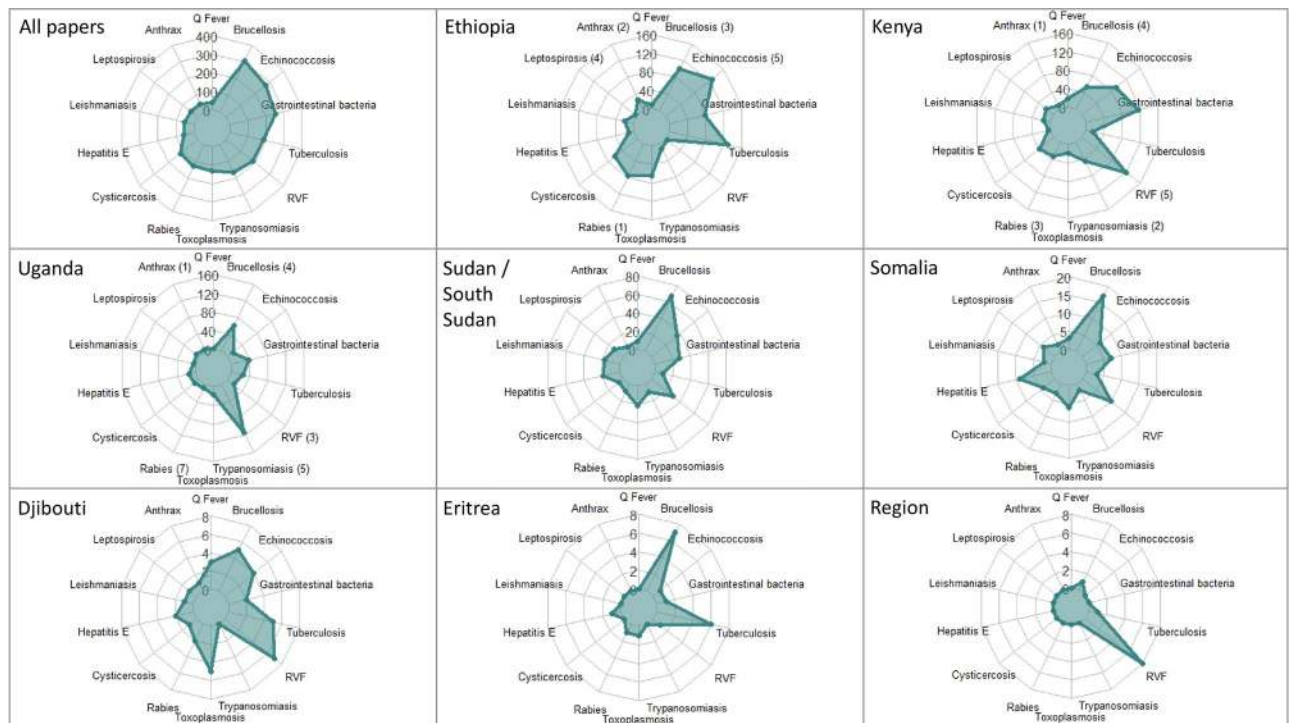 All papers
Q Fever
Anthrax
Brucellosis
Leptospirosis
Echinococcosis
Leishmaniasis
Gastrointestinal bacteria
Hepatitis E
Tuberculosis
Cysticercosis
RVF
Rabies
Trypanosomiasis
Toxoplasmosis
400
300
200
100
0
Ethiopia
Q Fever
Anthrax (2)
Brucellosis (3)
Leptospirosis (4)
Echinococcosis (5)
Leishmaniasis
Gastrointestinal bacteria
Hepatitis E
Tuberculosis
Cysticercosis
RVF
Rabies (1)
Trypanosomiasis
Toxoplasmosis
160
120
80
40
0
Kenya
Q Fever
Anthrax (1)
Brucellosis (4)
Leptospirosis
Echinococcosis
Leishmaniasis
Gastrointestinal bacteria
Hepatitis E
Tuberculosis
Cysticercosis
RVF (5)
Rabies (3)
Trypanosomiasis (2)
Toxoplasmosis
160
120
80
40
0
Uganda
Q Fever
Anthrax (1)
Brucellosis (4)
Leptospirosis
Echinococcosis
Leishmaniasis
Gastrointestinal bacteria
Hepatitis E
Tuberculosis
Cysticercosis
RVF (3)
Rabies (7)
Trypanosomiasis (5)
Toxoplasmosis
160
120
80
40
0
Sudan /
South
Sudan
Q Fever
Anthrax
Brucellosis
Leptospirosis
Echinococcosis
Leishmaniasis
Gastrointestinal bacteria
Hepatitis E
Tuberculosis
Cysticercosis
RVF
Rabies
Trypanosomiasis
Toxoplasmosis
80
60
40
20
0
Somalia
Q Fever
Anthrax
Brucellosis
Leptospirosis
Echinococcosis
Leishmaniasis
Gastrointestinal bacteria
Hepatitis E
Tuberculosis
Cysticercosis
RVF
Rabies
Trypanosomiasis
Toxoplasmosis
20
15
10
5
0
Djibouti
Q Fever
Anthrax
Brucellosis
Leptospirosis
Echinococcosis
Leishmaniasis
Gastrointestinal bacteria
Hepatitis E
Tuberculosis
Cysticercosis
RVF
Rabies
Trypanosomiasis
Toxoplasmosis
8
6
4
2
0
Eritrea
Q Fever
Anthrax
Brucellosis
Leptospirosis
Echinococcosis
Leishmaniasis
Gastrointestinal bacteria
Hepatitis E
Tuberculosis
Cysticercosis
RVF
Rabies
Trypanosomiasis
Toxoplasmosis
8
6
4
2
0
Region
Q Fever
Anthrax
Brucellosis
Leptospirosis
Echinococcosis
Leishmaniasis
Gastrointestinal bacteria
Hepatitis E
Tuberculosis
Cysticercosis
RVF
Rabies
Trypanosomiasis
Toxoplasmosis
8
6
4
2
0